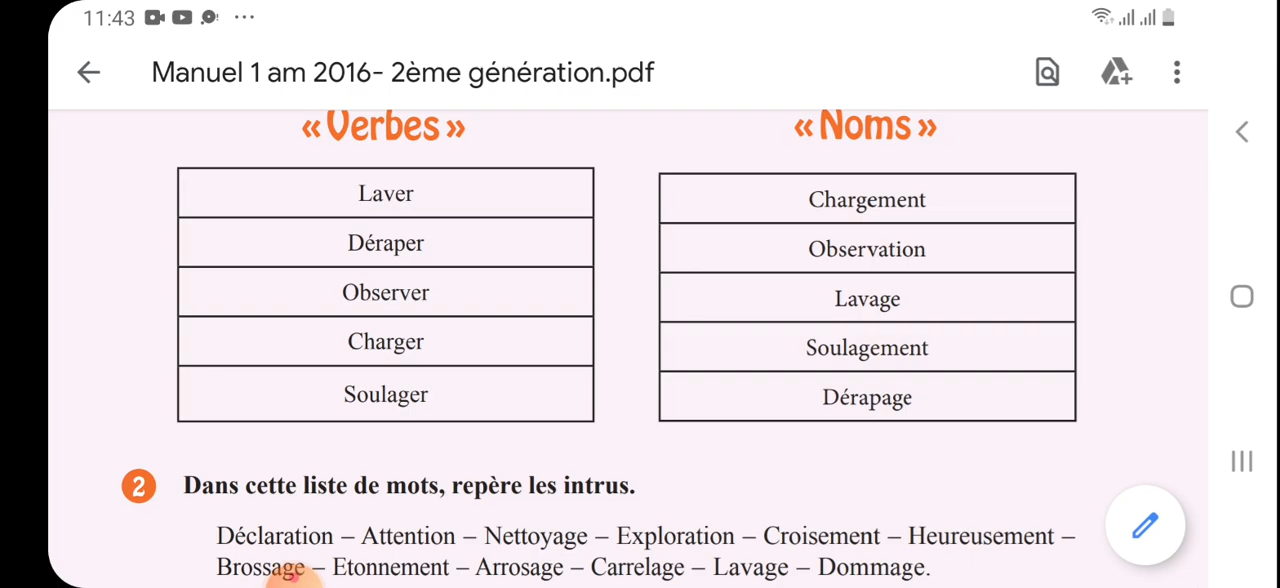 11:43
Manuel 1 am 2016- 2ème génération.pdf
« Verbes »
« Noms »
Laver
Déraper
Observer
Charger
Soulager
Chargement
Observation
Lavage
Soulagement
Dérapage
2 Dans cette liste de mots, repère les intrus.
Déclaration – Attention – Nettoyage – Exploration – Croisement – Heureusement –
Brossage – Etonnement – Arrosage – Carrelage – Lavage – Dommage.